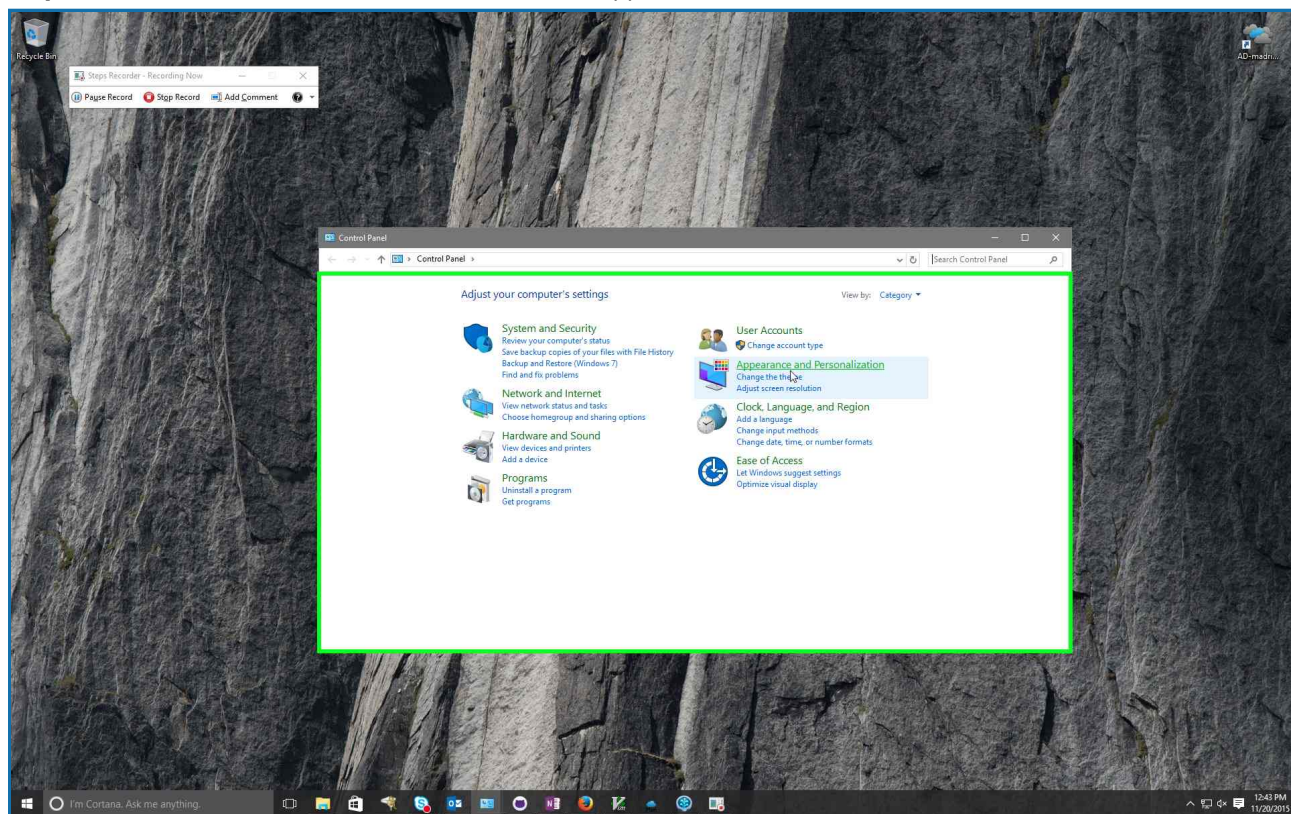 Recycle Bin
AD-madri...
Steps Recorder - Recording Now
Pause Record Stop Record Add Comment
Control Panel
Control Panel
Search Control Panel
Adjust your computer's settings
View by: Category
System and Security
Review your computer's status
Save backup copies of your files with File History
Backup and Restore (Windows 7)
Find and fix problems
Network and Internet
View network status and tasks
Choose homegroup and sharing options
Hardware and Sound
View devices and printers
Add a device
Programs
Uninstall a program
Get programs
User Accounts
Change account type
Appearance and Personalization
Change the theme
Adjust screen resolution
Clock, Language, and Region
Add a language
Change input methods
Change date, time, or number formats
Ease of Access
Let Windows suggest settings
Optimize visual display
I'm Cortana. Ask me anything.
12:43 PM
11/20/2015